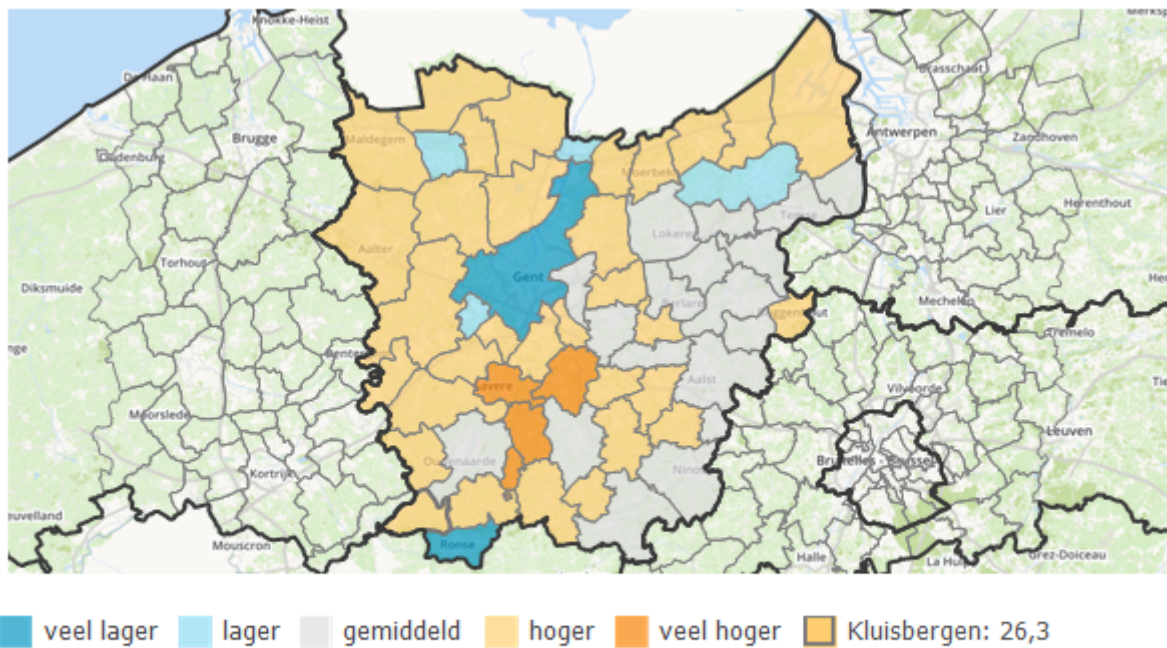 Knokke-Heist
De Haan
Brasschaat
Brugge
Maldegem
Antwerpen
Zandhoven
Oudenburg
Moerbeke
Herenthout
Lier
Lokeren
Aalter
Torhout
Gent
Diksmuide
Mechelen
Berlare
Tremelo
Aalst
Vilvoorde
Moorslede
Leuven
Oudenaarde
Bruxelles - Brussel
Kortrijk
Ninove
Mouscron
Ronse
Halle
Grez-Doiceau
veel lager lager gemiddeld hoger veel hoger Kluisbergen: 26,3